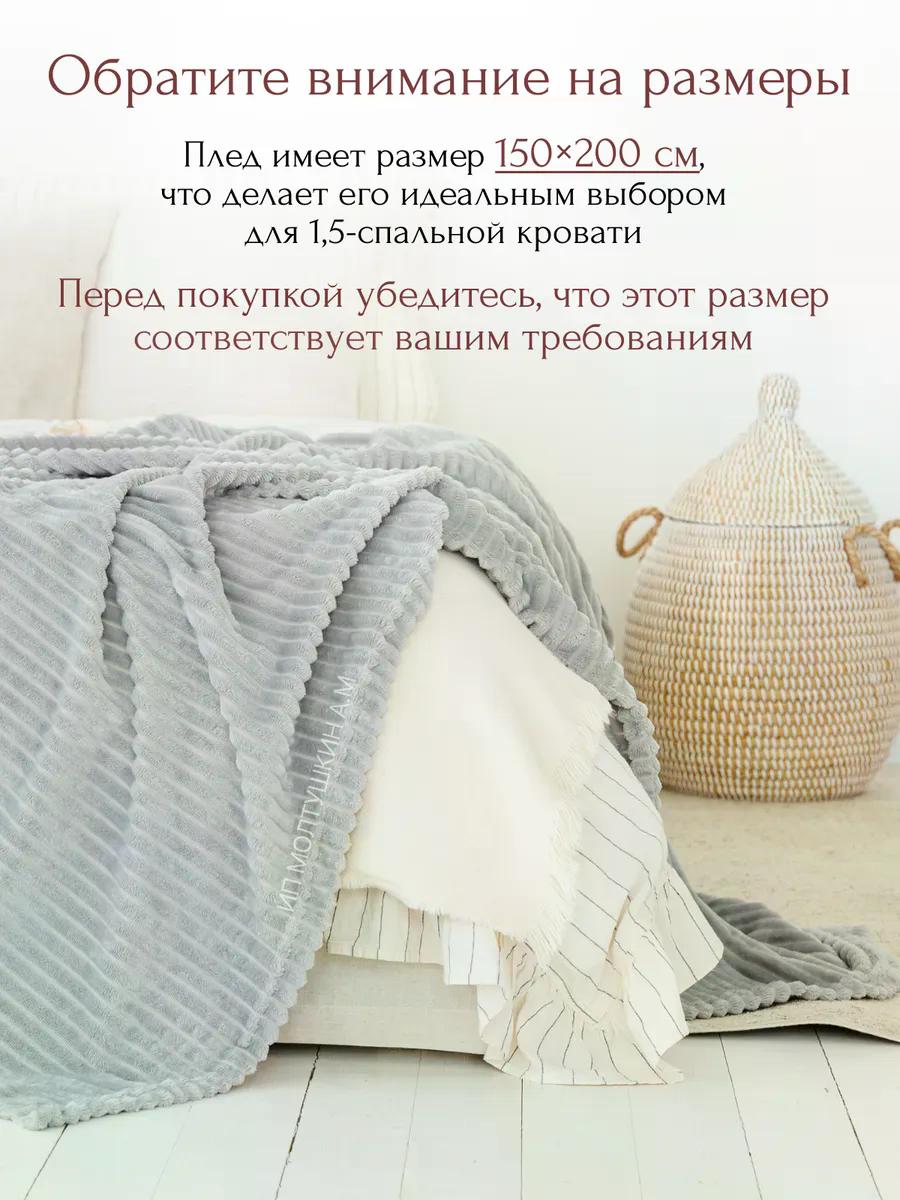 Обратите внимание на размеры
Плед имеет размер 150×200 см,
что делает его идеальным выбором
для 1,5-спальной кровати
Перед покупкой убедитесь, что этот размер
соответствует вашим требованиям
ИП МОЛТУШКИН А.М.